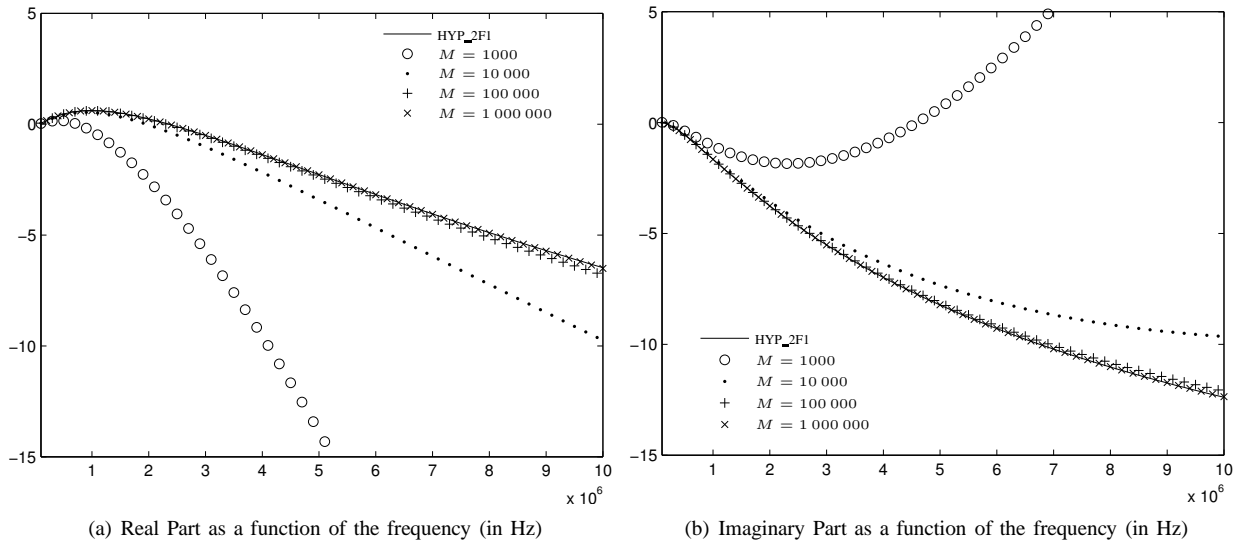 5
0
−5
−10
−15
1 2 3 4 5 6 7 8 9 10
x 10^6
HYP_2F1
M = 1000
M = 10 000
M = 100 000
M = 1 000 000
(a) Real Part as a function of the frequency (in Hz)
5
0
−5
−10
−15
1 2 3 4 5 6 7 8 9 10
x 10^6
HYP_2F1
M = 1000
M = 10 000
M = 100 000
M = 1 000 000
(b) Imaginary Part as a function of the frequency (in Hz)